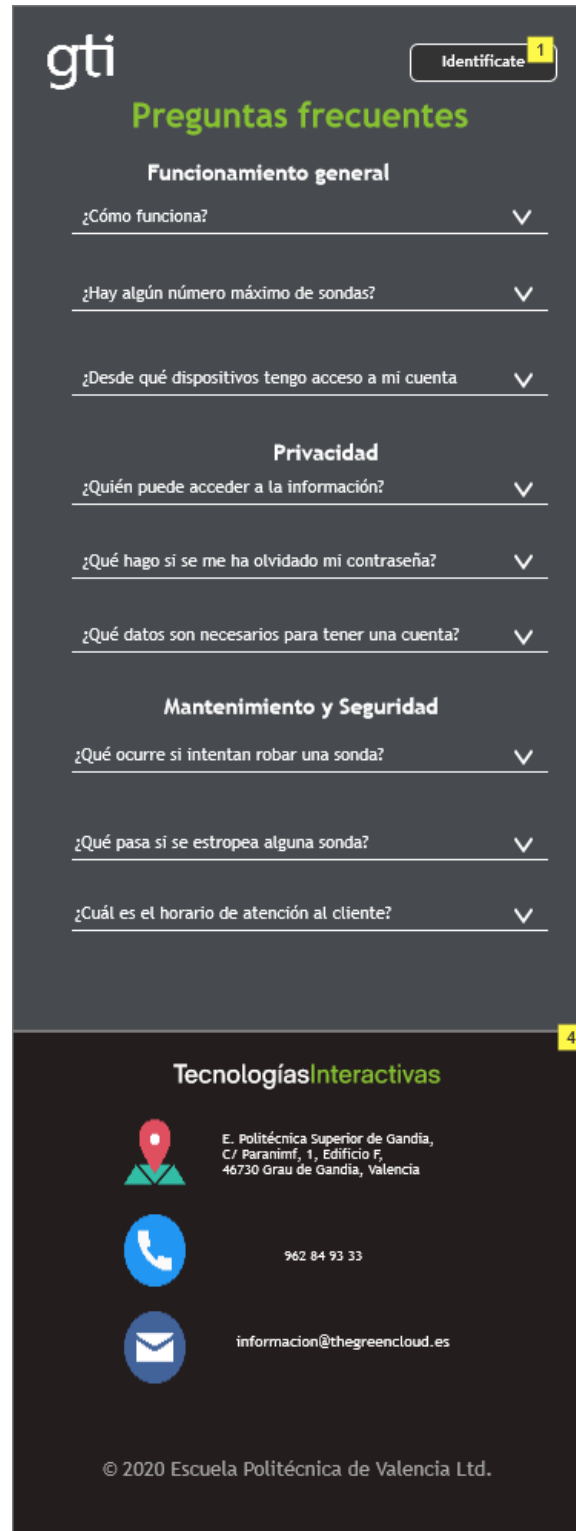 gti
Identificate
1
Preguntas frecuentes
Funcionamiento general
¿Cómo funciona?
¿Hay algún número máximo de sondas?
¿Desde qué dispositivos tengo acceso a mi cuenta
Privacidad
¿Quién puede acceder a la información?
¿Qué hago si se me ha olvidado mi contraseña?
¿Qué datos son necesarios para tener una cuenta?
Mantenimiento y Seguridad
¿Qué ocurre si intentan robar una sonda?
¿Qué pasa si se estropea alguna sonda?
¿Cuál es el horario de atención al cliente?
4
TecnologíasInteractivas
E. Politécnica Superior de Gandia,
C/ Paranimf, 1, Edificio F,
46730 Grau de Gandia, Valencia
962 84 93 33
informacion@thegreencloud.es
© 2020 Escuela Politécnica de Valencia Ltd.